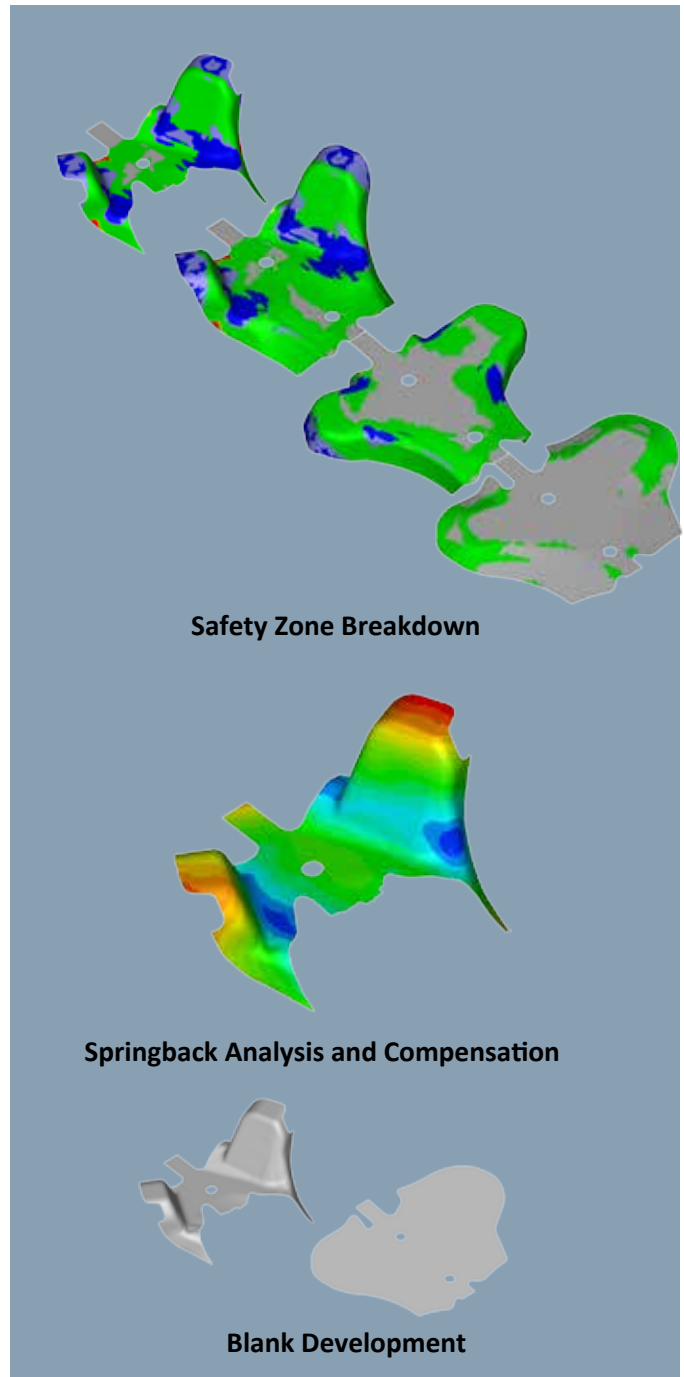 Safety Zone Breakdown
Springback Analysis and Compensation
Blank Development